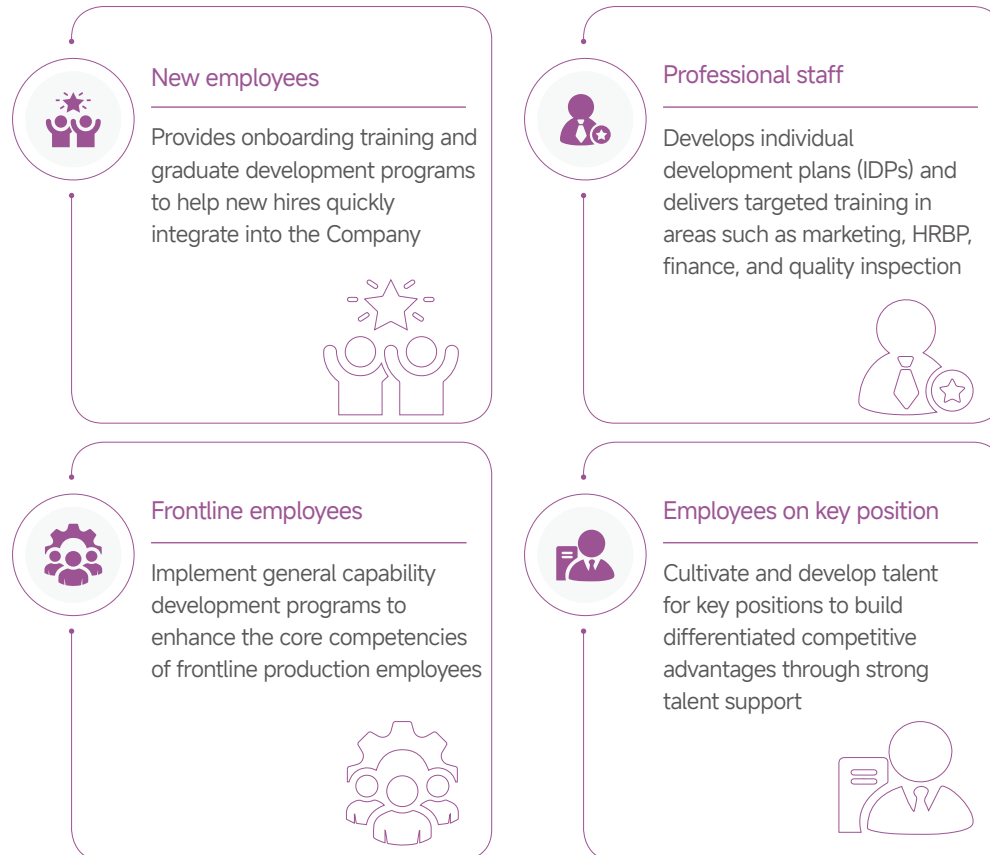 New employees
Provides onboarding training and
graduate development programs
to help new hires quickly
integrate into the Company
Professional staff
Develops individual
development plans (IDPs) and
delivers targeted training in
areas such as marketing, HRBP,
finance, and quality inspection
Frontline employees
Implement general capability
development programs to
enhance the core competencies
of frontline production employees
Employees on key position
Cultivate and develop talent
for key positions to build
differentiated competitive
advantages through strong
talent support